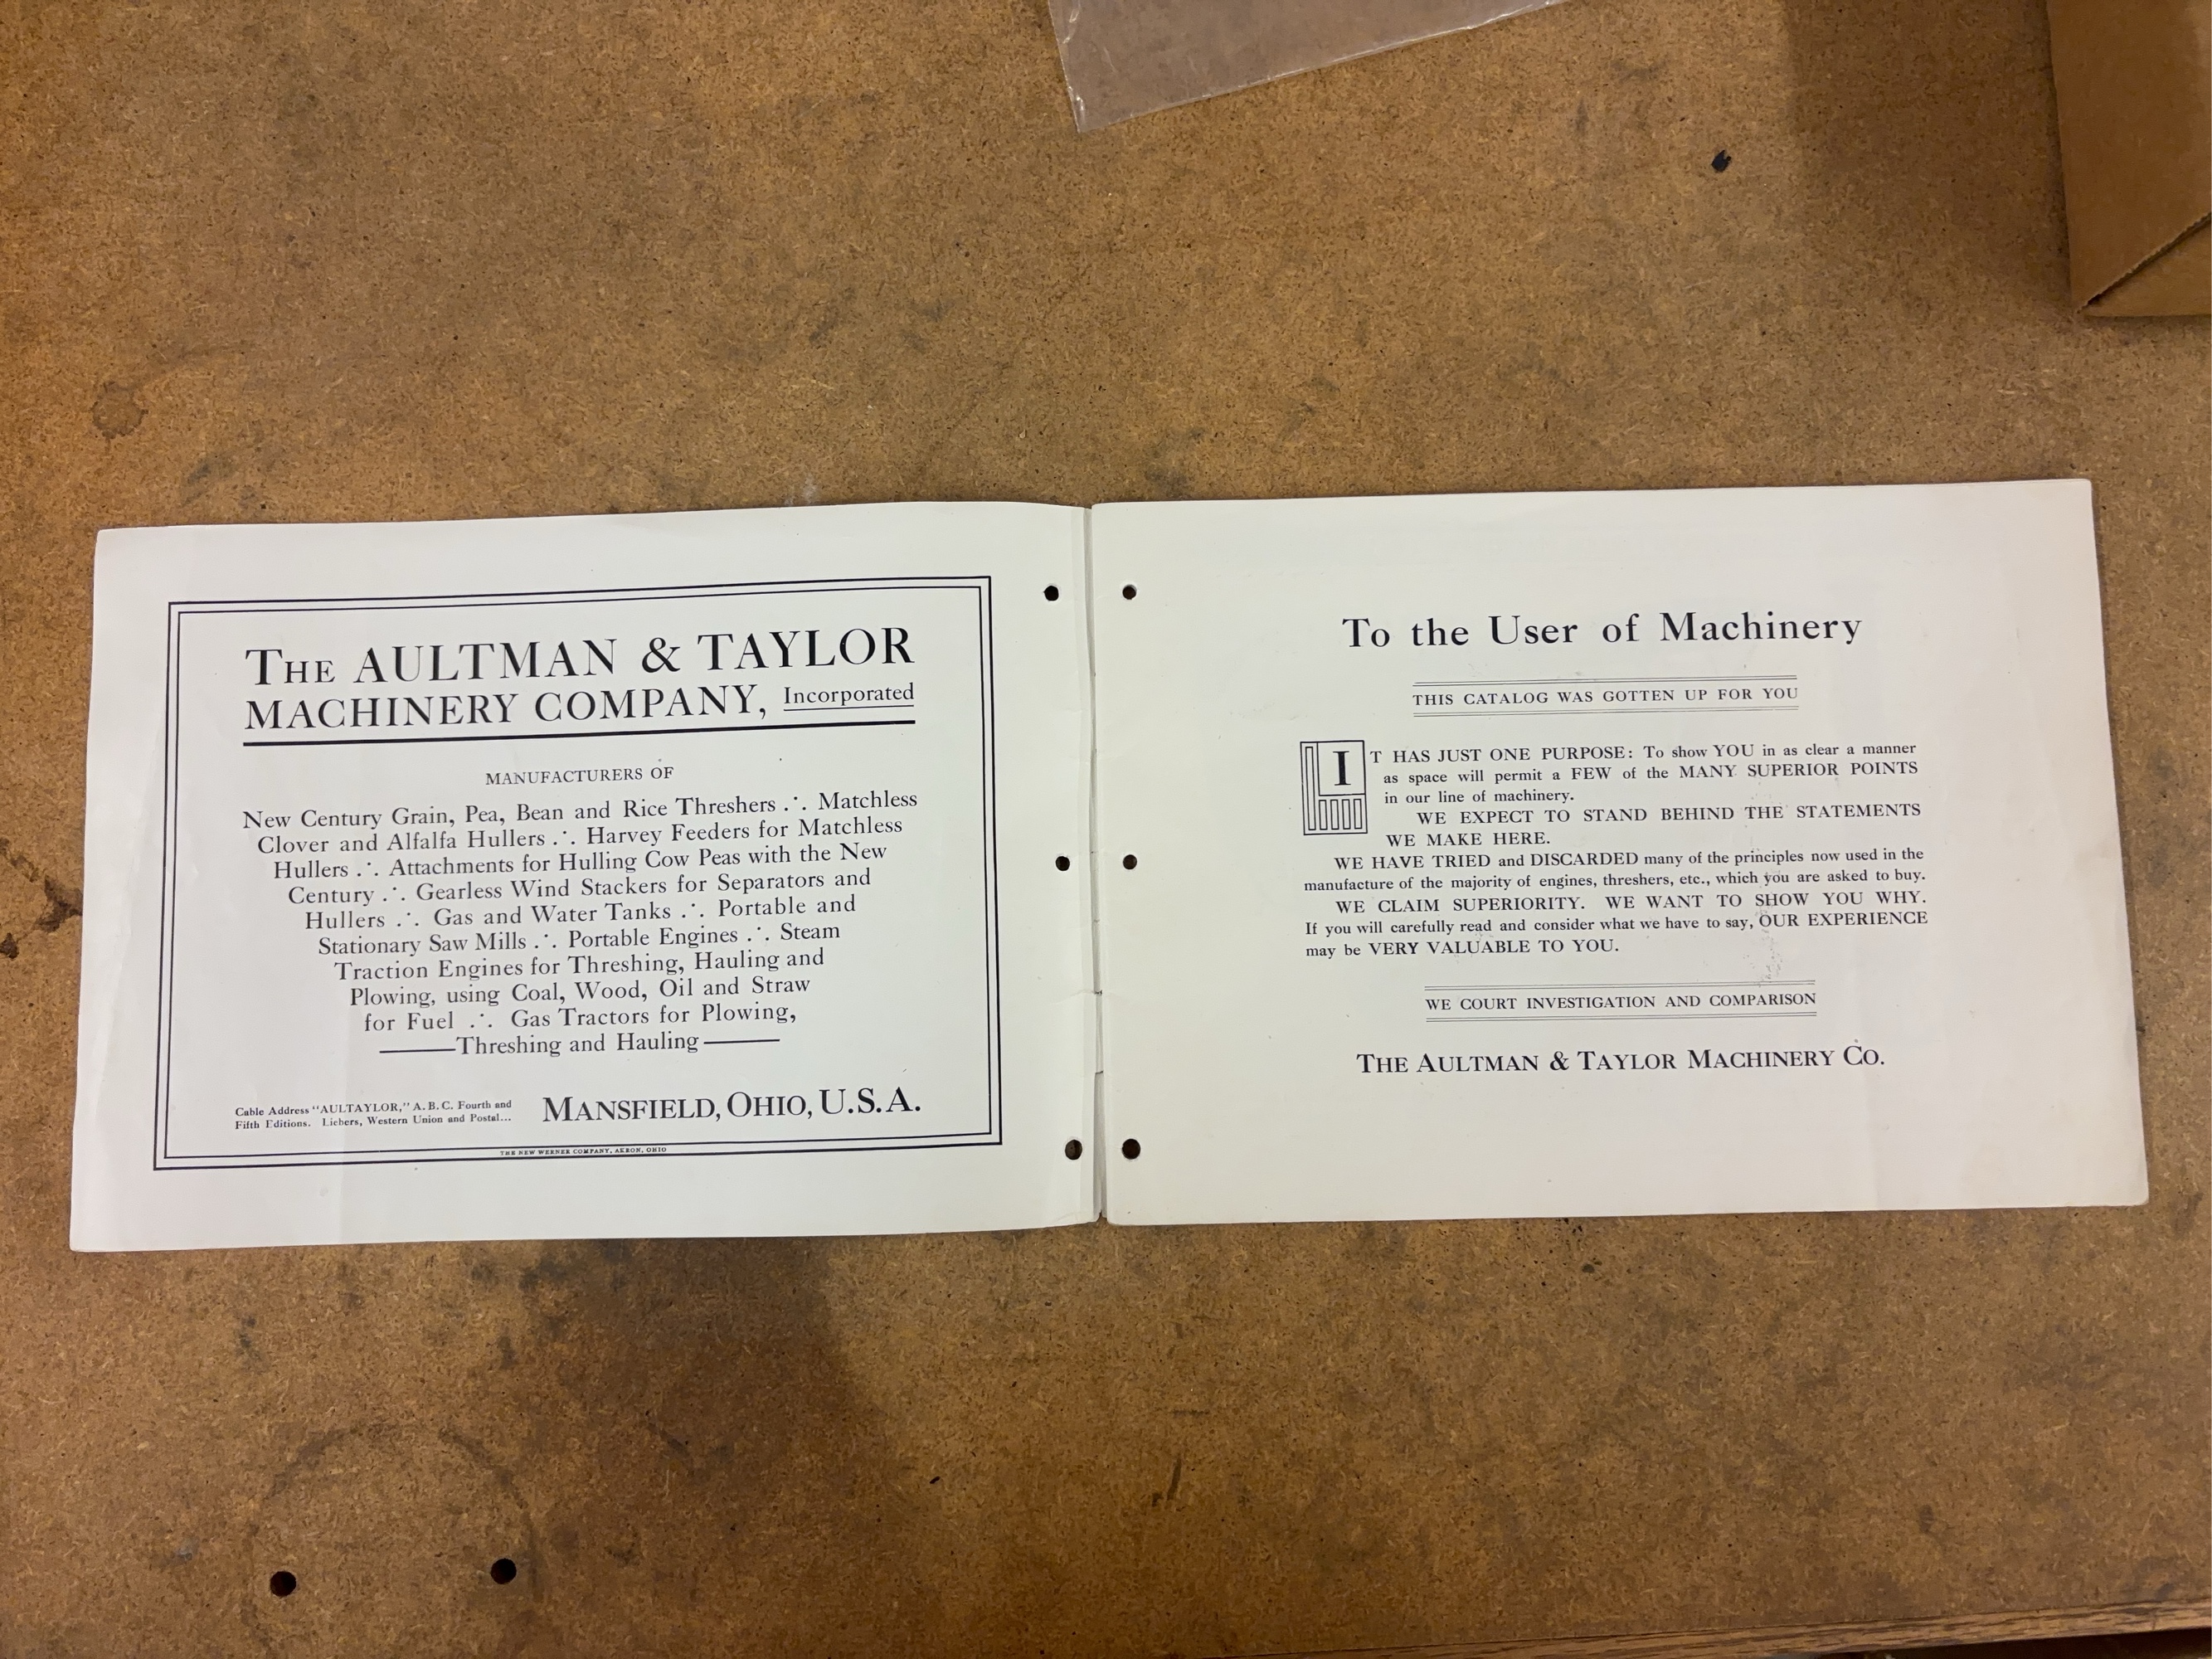 THE AULTMAN & TAYLOR
MACHINERY COMPANY, Incorporated
MANUFACTURERS OF
New Century Grain, Pea, Bean and Rice Threshers ∴ Matchless
Clover and Alfalfa Hullers ∴ Harvey Feeders for Matchless
Hullers ∴ Attachments for Hulling Cow Peas with the New
Century ∴ Gearless Wind Stackers for Separators and
Hullers ∴ Gas and Water Tanks ∴ Portable and
Stationary Saw Mills ∴ Portable Engines ∴ Steam
Traction Engines for Threshing, Hauling and
Plowing, using Coal, Wood, Oil and Straw
for Fuel ∴ Gas Tractors for Plowing,
Threshing and Hauling
Cable Address "AULTAYLOR," A. B. C. Fourth and
Fifth Editions. Liebers, Western Union and Postal...
MANSFIELD, OHIO, U.S.A.
THE NEW WERNER COMPANY, AKRON, OHIO
To the User of Machinery
THIS CATALOG WAS GOTTEN UP FOR YOU
IT HAS JUST ONE PURPOSE: To show YOU in as clear a manner
as space will permit a FEW of the MANY SUPERIOR POINTS
in our line of machinery.
WE EXPECT TO STAND BEHIND THE STATEMENTS
WE MAKE HERE.
WE HAVE TRIED and DISCARDED many of the principles now used in the
manufacture of the majority of engines, threshers, etc., which you are asked to buy.
WE CLAIM SUPERIORITY. WE WANT TO SHOW YOU WHY.
If you will carefully read and consider what we have to say, OUR EXPERIENCE
may be VERY VALUABLE TO YOU.
WE COURT INVESTIGATION AND COMPARISON
THE AULTMAN & TAYLOR MACHINERY CO.